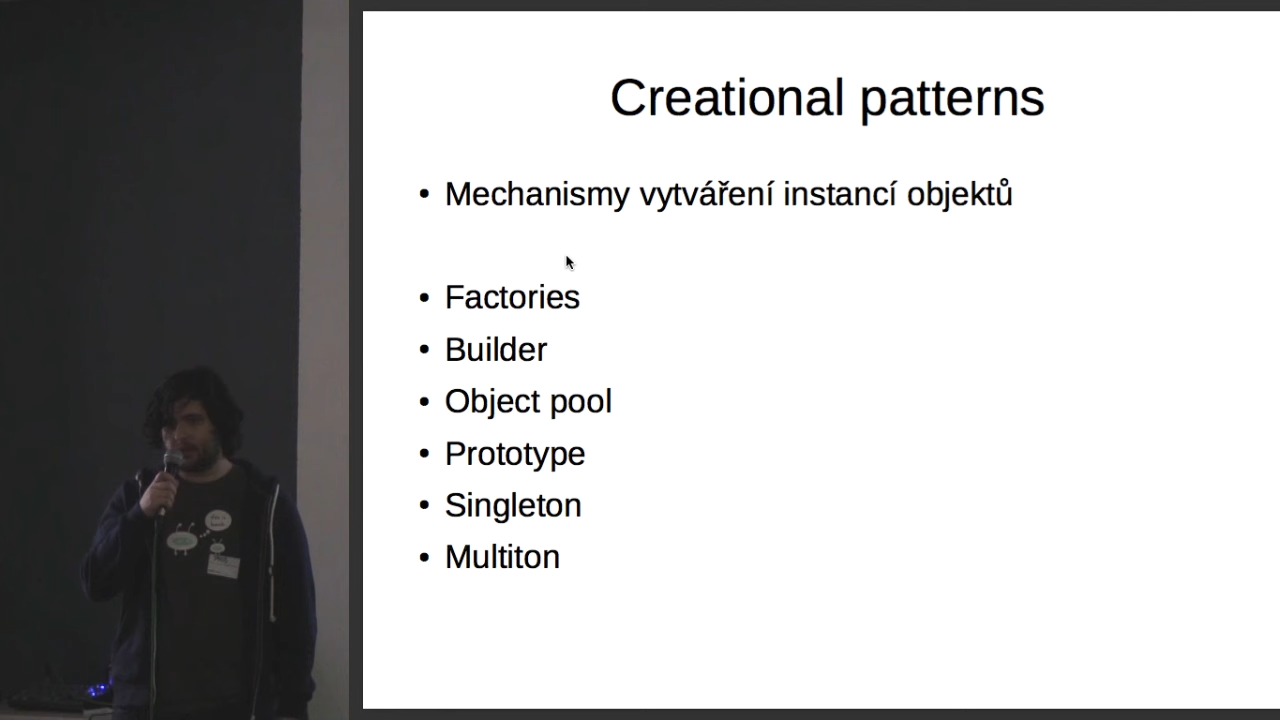 Creational patterns
• Mechanismy vytváření instancí objektů
• Factories
• Builder
• Object pool
• Prototype
• Singleton
• Multiton